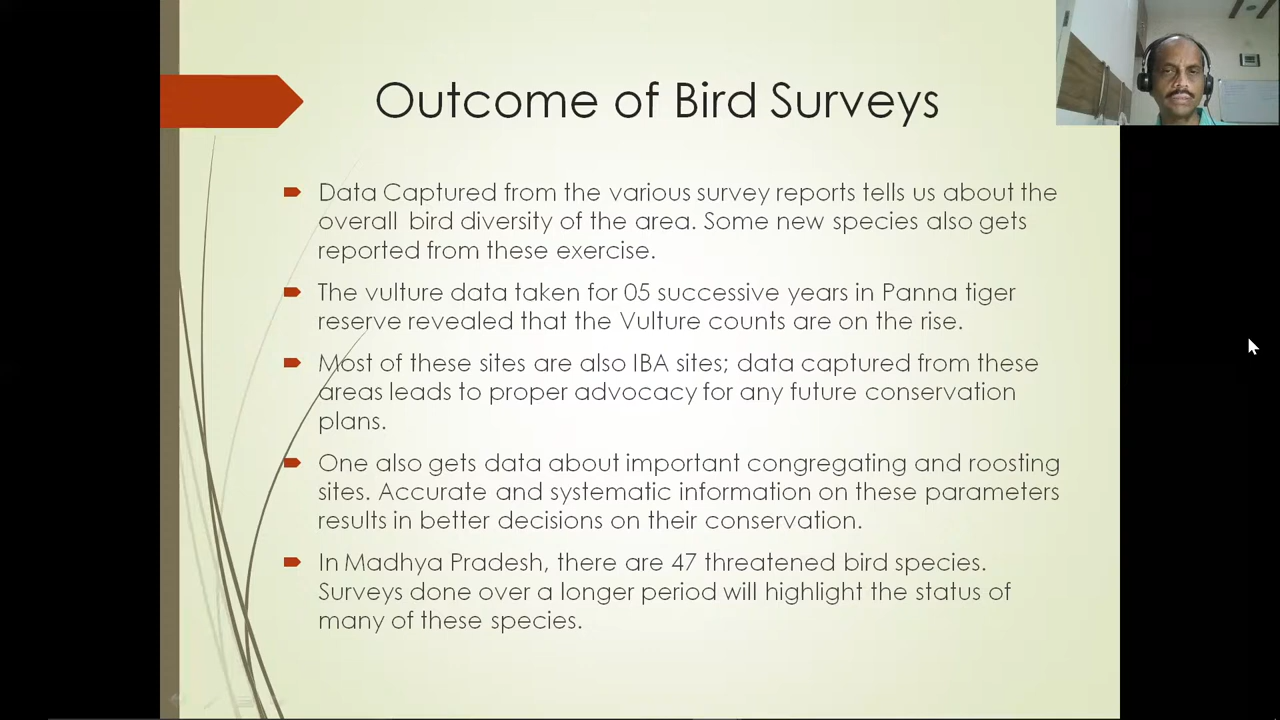 Outcome of Bird Surveys
Data Captured from the various survey reports tells us about the
overall bird diversity of the area. Some new species also gets
reported from these exercise.
The vulture data taken for 05 successive years in Panna tiger
reserve revealed that the Vulture counts are on the rise.
Most of these sites are also IBA sites; data captured from these
areas leads to proper advocacy for any future conservation
plans.
One also gets data about important congregating and roosting
sites. Accurate and systematic information on these parameters
results in better decisions on their conservation.
In Madhya Pradesh, there are 47 threatened bird species.
Surveys done over a longer period will highlight the status of
many of these species.